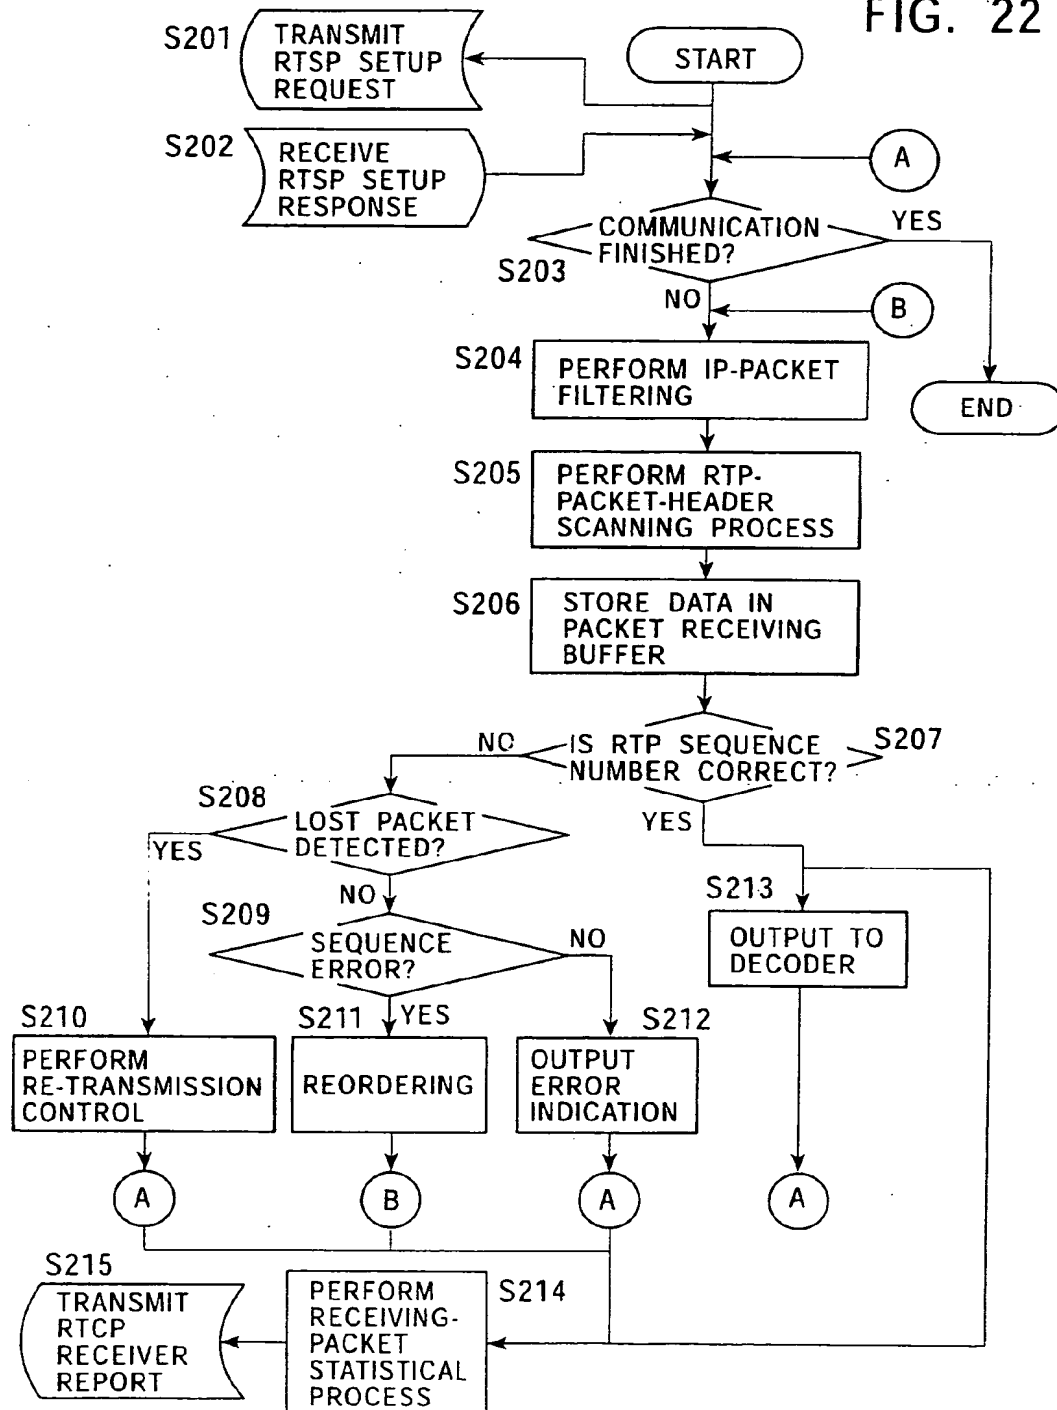 FIG. 22
S201
TRANSMIT
RTSP SETUP
REQUEST
START
S202
RECEIVE
RTSP SETUP
RESPONSE
A
COMMUNICATION
FINISHED?
YES
S203
NO
B
S204
PERFORM IP-PACKET
FILTERING
END
S205
PERFORM RTP-
PACKET-HEADER
SCANNING PROCESS
S206
STORE DATA IN
PACKET RECEIVING
BUFFER
NO
IS RTP SEQUENCE
NUMBER CORRECT?
S207
YES
S208
LOST PACKET
DETECTED?
YES
NO
S209
SEQUENCE
ERROR?
NO
YES
S213
OUTPUT TO
DECODER
S210
PERFORM
RE-TRANSMISSION
CONTROL
S211
REORDERING
S212
OUTPUT
ERROR
INDICATION
A
B
A
A
S215
TRANSMIT
RTCP
RECEIVER
REPORT
S214
PERFORM
RECEIVING-
PACKET
STATISTICAL
PROCESS